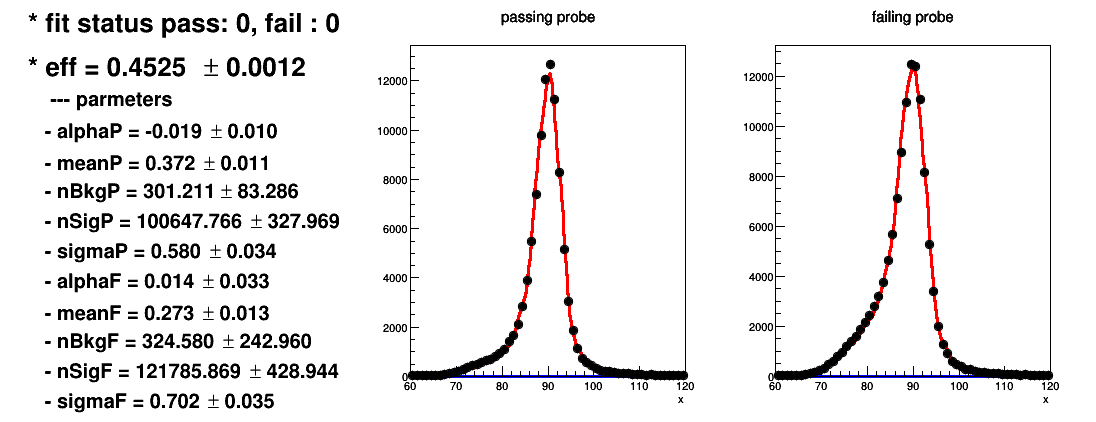 * fit status pass: 0, fail : 0
* eff = 0.4525 ± 0.0012
--- parmeters
- alphaP = -0.019 ± 0.010
- meanP = 0.372 ± 0.011
- nBkgP = 301.211 ± 83.286
- nSigP = 100647.766 ± 327.969
- sigmaP = 0.580 ± 0.034
- alphaF = 0.014 ± 0.033
- meanF = 0.273 ± 0.013
- nBkgF = 324.580 ± 242.960
- nSigF = 121785.869 ± 428.944
- sigmaF = 0.702 ± 0.035
passing probe
12000
10000
8000
6000
4000
2000
0
60 70 80 90 100 110 120
x
failing probe
12000
10000
8000
6000
4000
2000
0
60 70 80 90 100 110 120
x